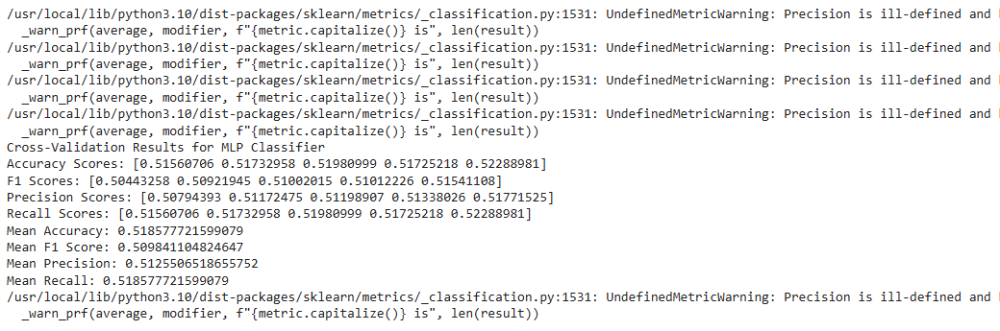 /usr/local/lib/python3.10/dist-packages/sklearn/metrics/_classification.py:1531: UndefinedMetricWarning: Precision is ill-defined and
_warn_prf(average, modifier, f"{metric.capitalize()} is", len(result))
/usr/local/lib/python3.10/dist-packages/sklearn/metrics/_classification.py:1531: UndefinedMetricWarning: Precision is ill-defined and
_warn_prf(average, modifier, f"{metric.capitalize()} is", len(result))
/usr/local/lib/python3.10/dist-packages/sklearn/metrics/_classification.py:1531: UndefinedMetricWarning: Precision is ill-defined and
_warn_prf(average, modifier, f"{metric.capitalize()} is", len(result))
/usr/local/lib/python3.10/dist-packages/sklearn/metrics/_classification.py:1531: UndefinedMetricWarning: Precision is ill-defined and
_warn_prf(average, modifier, f"{metric.capitalize()} is", len(result))
Cross-Validation Results for MLP Classifier
Accuracy Scores: [0.51560706 0.51732958 0.51980999 0.51725218 0.52288981]
F1 Scores: [0.50443258 0.50921945 0.51002015 0.51012226 0.51541108]
Precision Scores: [0.50794393 0.51172475 0.51198907 0.51338026 0.51771525]
Recall Scores: [0.51560706 0.51732958 0.51980999 0.51725218 0.52288981]
Mean Accuracy: 0.518577721599079
Mean F1 Score: 0.509841104824647
Mean Precision: 0.5125506518655752
Mean Recall: 0.518577721599079
/usr/local/lib/python3.10/dist-packages/sklearn/metrics/_classification.py:1531: UndefinedMetricWarning: Precision is ill-defined and
_warn_prf(average, modifier, f"{metric.capitalize()} is", len(result))